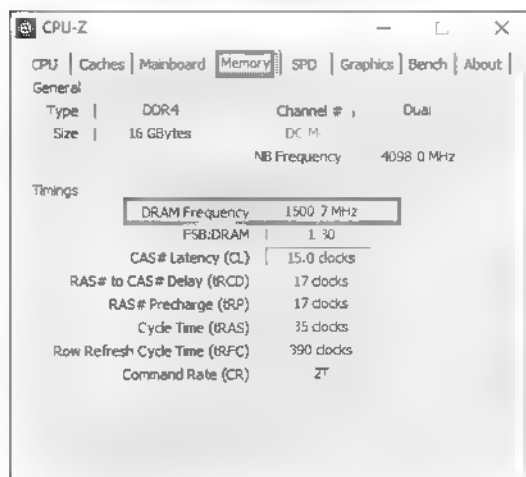 CPU-Z
CPU | Caches | Mainboard | Memory | SPD | Graphics | Bench | About |
General
Type DDR4 Channel # Dual
Size 16 GBytes DC M
NB Frequency 4098.0 MHz
Timings
DRAM Frequency 1500.7 MHz
FSB:DRAM 1:30
CAS# Latency (CL) 15.0 clocks
RAS# to CAS# Delay (tRCD) 17 clocks
RAS# Precharge (tRP) 17 clocks
Cycle Time (tRAS) 35 clocks
Row Refresh Cycle Time (tRFC) 390 clocks
Command Rate (CR) 2T